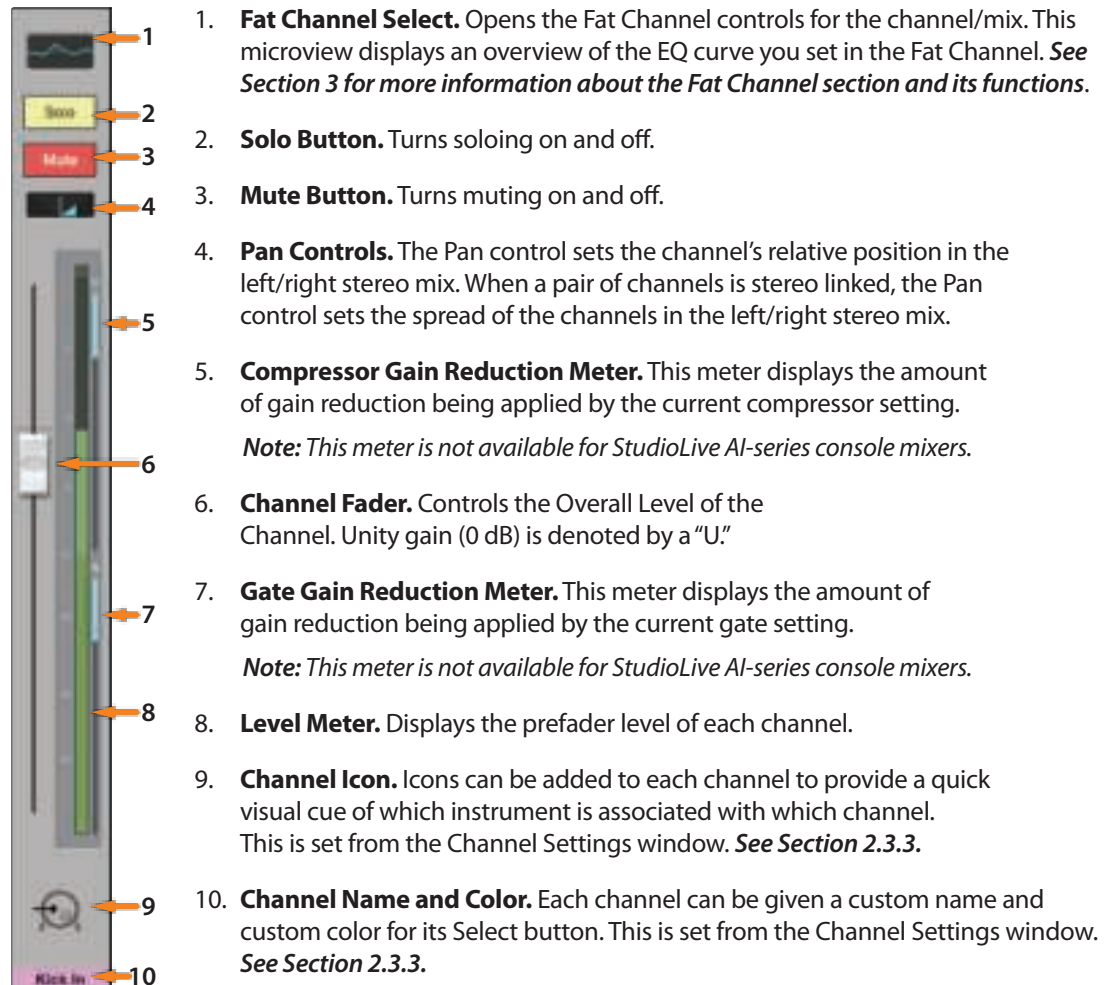 1. Fat Channel Select. Opens the Fat Channel controls for the channel/mix. This
microview displays an overview of the EQ curve you set in the Fat Channel. See
Section 3 for more information about the Fat Channel section and its functions.
1
Solo
2
2. Solo Button. Turns soloing on and off.
Mute
3
3. Mute Button. Turns muting on and off.
4
4. Pan Controls. The Pan control sets the channel's relative position in the
left/right stereo mix. When a pair of channels is stereo linked, the Pan
control sets the spread of the channels in the left/right stereo mix.
5
5. Compressor Gain Reduction Meter. This meter displays the amount
of gain reduction being applied by the current compressor setting.
Note: This meter is not available for StudioLive AI-series console mixers.
6
6. Channel Fader. Controls the Overall Level of the
Channel. Unity gain (0 dB) is denoted by a "U."
7
7. Gate Gain Reduction Meter. This meter displays the amount of
gain reduction being applied by the current gate setting.
Note: This meter is not available for StudioLive AI-series console mixers.
8
8. Level Meter. Displays the prefader level of each channel.
9. Channel Icon. Icons can be added to each channel to provide a quick
visual cue of which instrument is associated with which channel.
This is set from the Channel Settings window. See Section 2.3.3.
9
10. Channel Name and Color. Each channel can be given a custom name and
custom color for its Select button. This is set from the Channel Settings window.
See Section 2.3.3.
Kick In
10